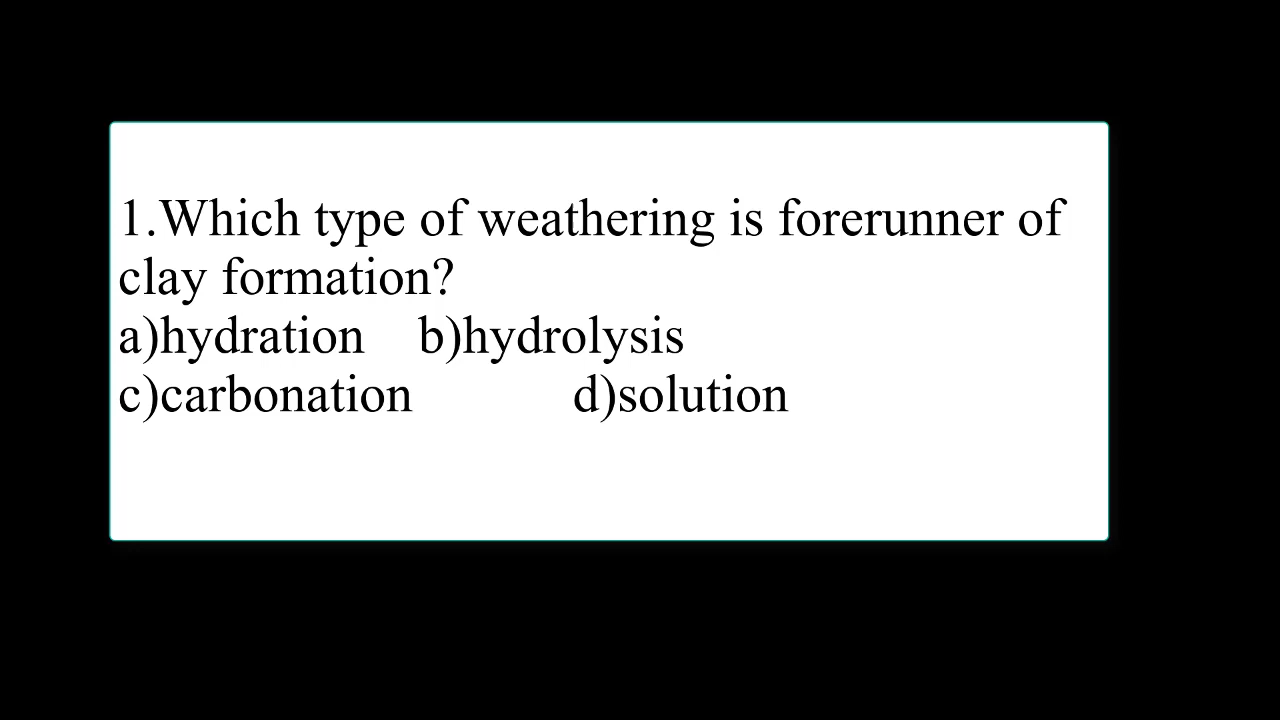 1.Which type of weathering is forerunner of
clay formation?
a)hydration b)hydrolysis
c)carbonation d)solution